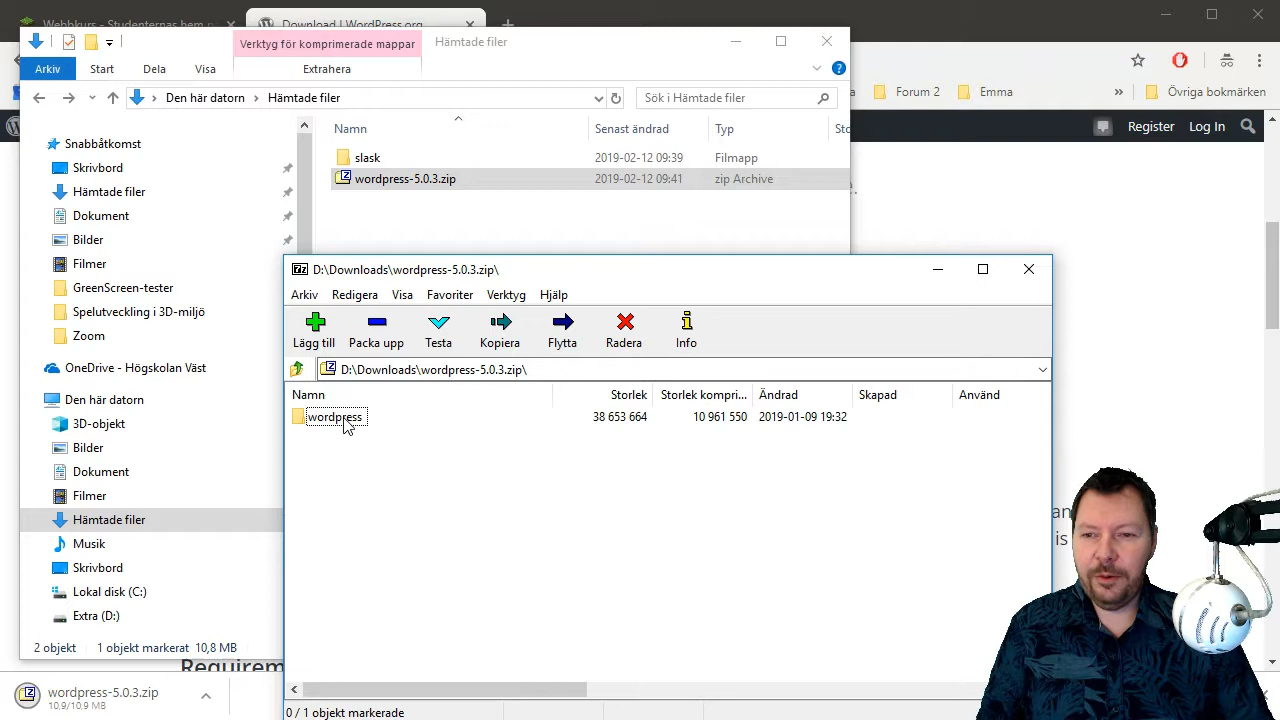 Webbkurs - Studenternas hem p
Download | WordPress.org
Verktyg för komprimerade mappar
Hämtade filer
Arkiv
Start
Dela
Visa
Extrahera
Den här datorn
Hämtade filer
Sök i Hämtade filer
Forum 2
Emma
Övriga bokmärken
Register
Log In
Namn
Senast ändrad
Typ
Sto
slask
2019-02-12 09:39
Filmapp
wordpress-5.0.3.zip
2019-02-12 09:41
zip Archive
Snabbåtkomst
Skrivbord
Hämtade filer
Dokument
Bilder
Filmer
GreenScreen-tester
Spelutveckling i 3D-miljö
Zoom
OneDrive - Högskolan Väst
Den här datorn
3D-objekt
Bilder
Dokument
Filmer
Hämtade filer
Musik
Skrivbord
Lokal disk (C:)
Extra (D:)
2 objekt
1 objekt markerat
10,8 MB
D:\Downloads\wordpress-5.0.3.zip\
Arkiv
Redigera
Visa
Favoriter
Verktyg
Hjälp
Lägg till
Packa upp
Testa
Kopiera
Flytta
Radera
Info
D:\Downloads\wordpress-5.0.3.zip\
Namn
Storlek
Storlek kompri...
Ändrad
Skapad
Använd
wordpress
38 653 664
10 961 550
2019-01-09 19:32
0 / 1 objekt markerade
an
is
Requirem
wordpress-5.0.3.zip
10,9/10,9 MB